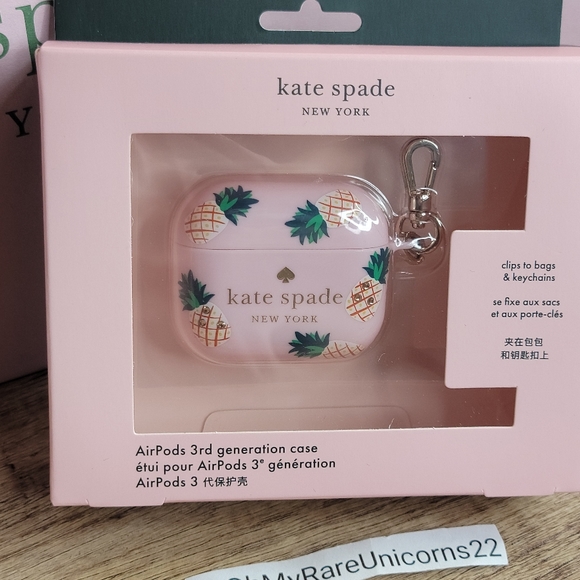 kate spade
NEW YORK
kate spade
NEW YORK
clips to bags
& keychains
se fixe aux sacs
et aux porte-clés
夹在包包
和钥匙扣上
AirPods 3rd generation case
étui pour AirPods 3ᵉ génération
AirPods 3 代保护壳
MyRareUnicorns22